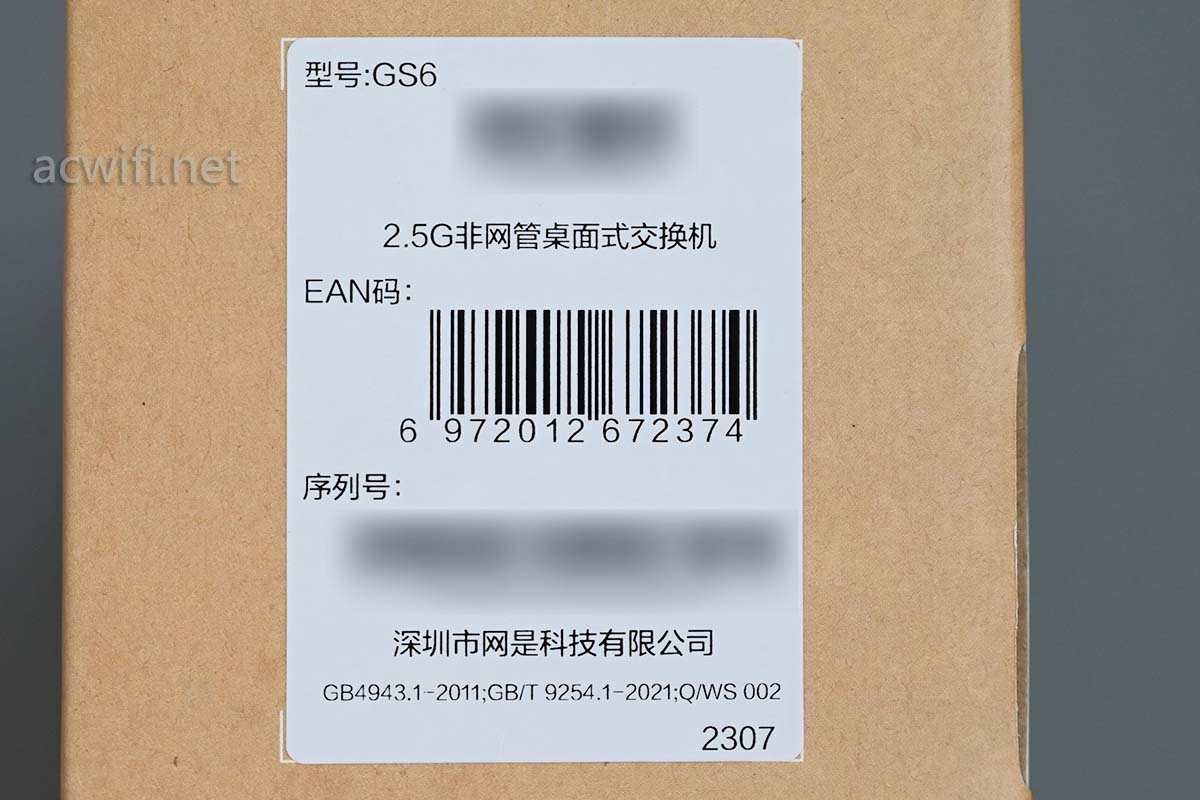 型号:GS6
acwifi.net
2.5G非网管桌面式交换机
EAN码:
6 972012 672374
序列号:
深圳市网是科技有限公司
GB4943.1-2011;GB/T 9254.1-2021;Q/WS 002
2307